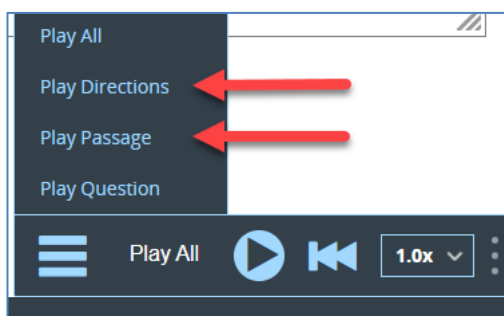 Play All
Play Directions
Play Passage
Play Question
Play All 1.0x